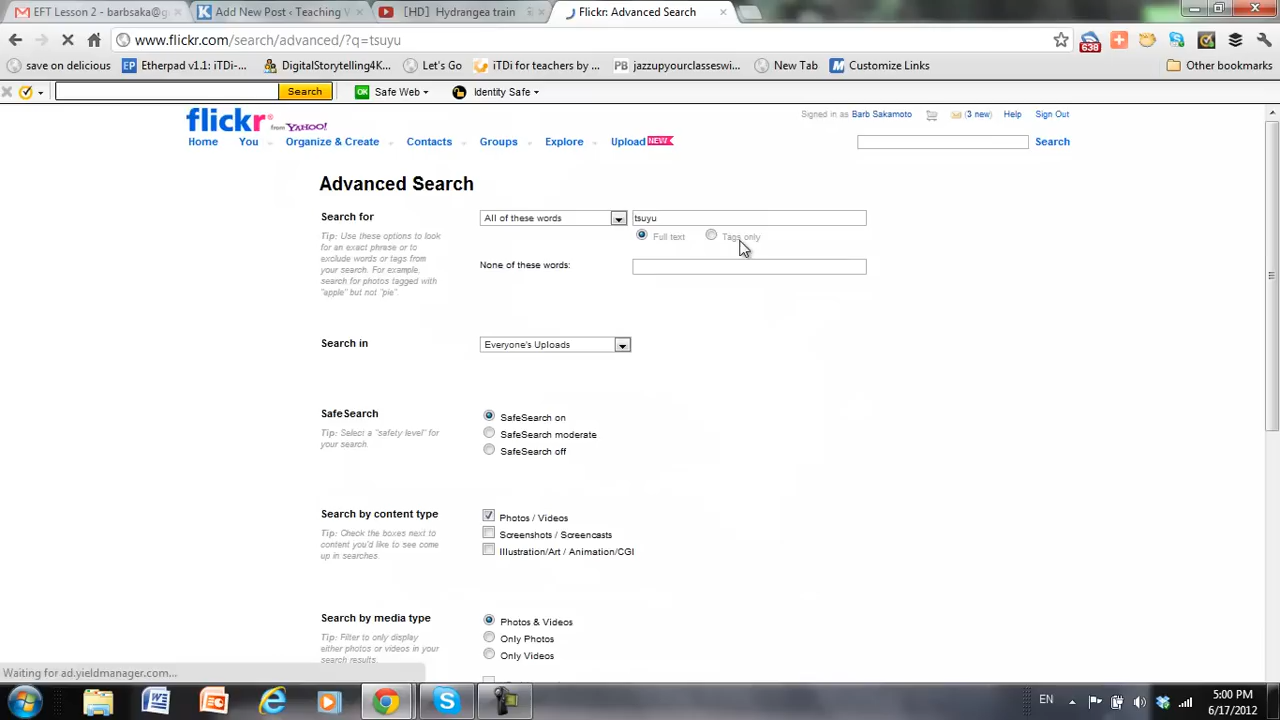 EFT Lesson 2 - barbsaka@g
Add New Post ‹ Teaching V
[HD] Hydrangea train
Flickr: Advanced Search
www.flickr.com/search/advanced/?q=tsuyu
638
save on delicious
EP Etherpad v1.1: iTDi-...
DigitalStorytelling4K...
Let's Go
iTDi for teachers by ...
PB jazzupyourclasseswi...
New Tab
Customize Links
Other bookmarks
Search
OK Safe Web
Identity Safe
flickr from YAHOO!
Signed in as Barb Sakamoto (3 new) Help Sign Out
Home You Organize & Create Contacts Groups Explore Upload NEW Search
Advanced Search
Search for
All of these words
tsuyu
Full text Tags only
Tip: Use these options to look
for an exact phrase or to
exclude words or tags from
your search. For example,
search for photos tagged with
"apple" but not "pie".
None of these words:
Search in
Everyone's Uploads
SafeSearch
Tip: Select a "safety level" for
your search.
SafeSearch on
SafeSearch moderate
SafeSearch off
Search by content type
Tip: Check the boxes next to
content you'd like to see come
up in searches.
Photos / Videos
Screenshots / Screencasts
Illustration/Art / Animation/CGI
Search by media type
Tip: Filter to only display
either photos or videos in your
search results.
Photos & Videos
Only Photos
Only Videos
Waiting for ad.yieldmanager.com...
EN
5:00 PM
6/17/2012